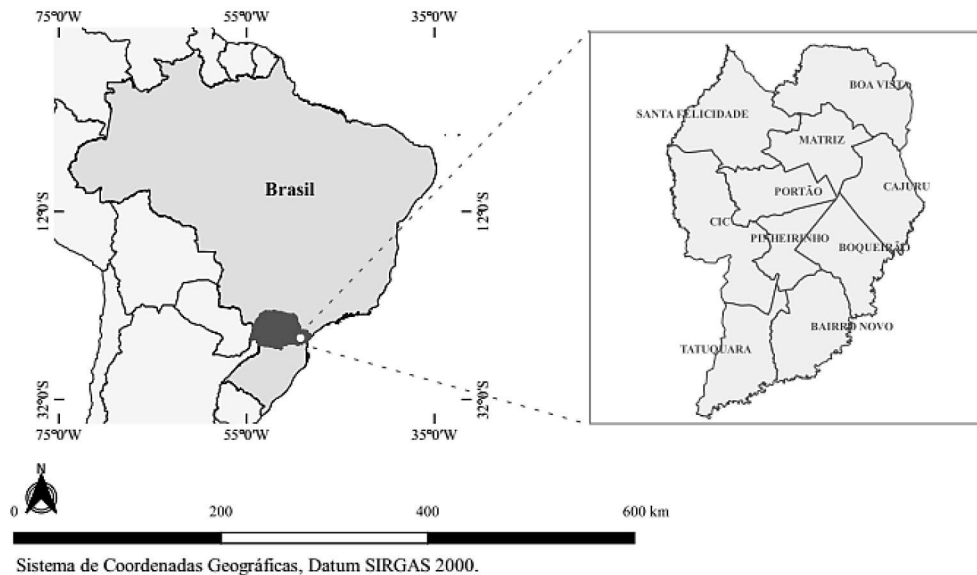 75°0'W
55°0'W
35°0'W
BOA VISTA
SANTA FELICIDADE
MATRIZ
Brasil
PORTÃO
CAJURU
12°0'S
12°0'S
CIC
PINHEIRINHO
BOQUEIRÃO
BAIRRO NOVO
TATUQUARA
32°0'S
32°0'S
75°0'W
55°0'W
35°0'W
N
0 200 400 600 km
Sistema de Coordenadas Geográficas, Datum SIRGAS 2000.